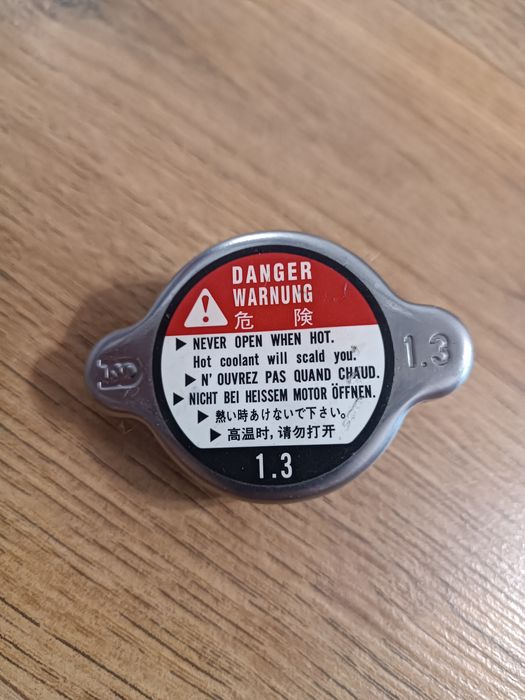 DANGER
WARNUNG
危 険
▶ NEVER OPEN WHEN HOT.
Hot coolant will scald you.
▶ N' OUVREZ PAS QUAND CHAUD.
▶ NICHT BEI HEISSEM MOTOR ÖFFNEN.
▶ 熱い時あけないで下さい。
▶ 高温时,请勿打开
1.3
1.3